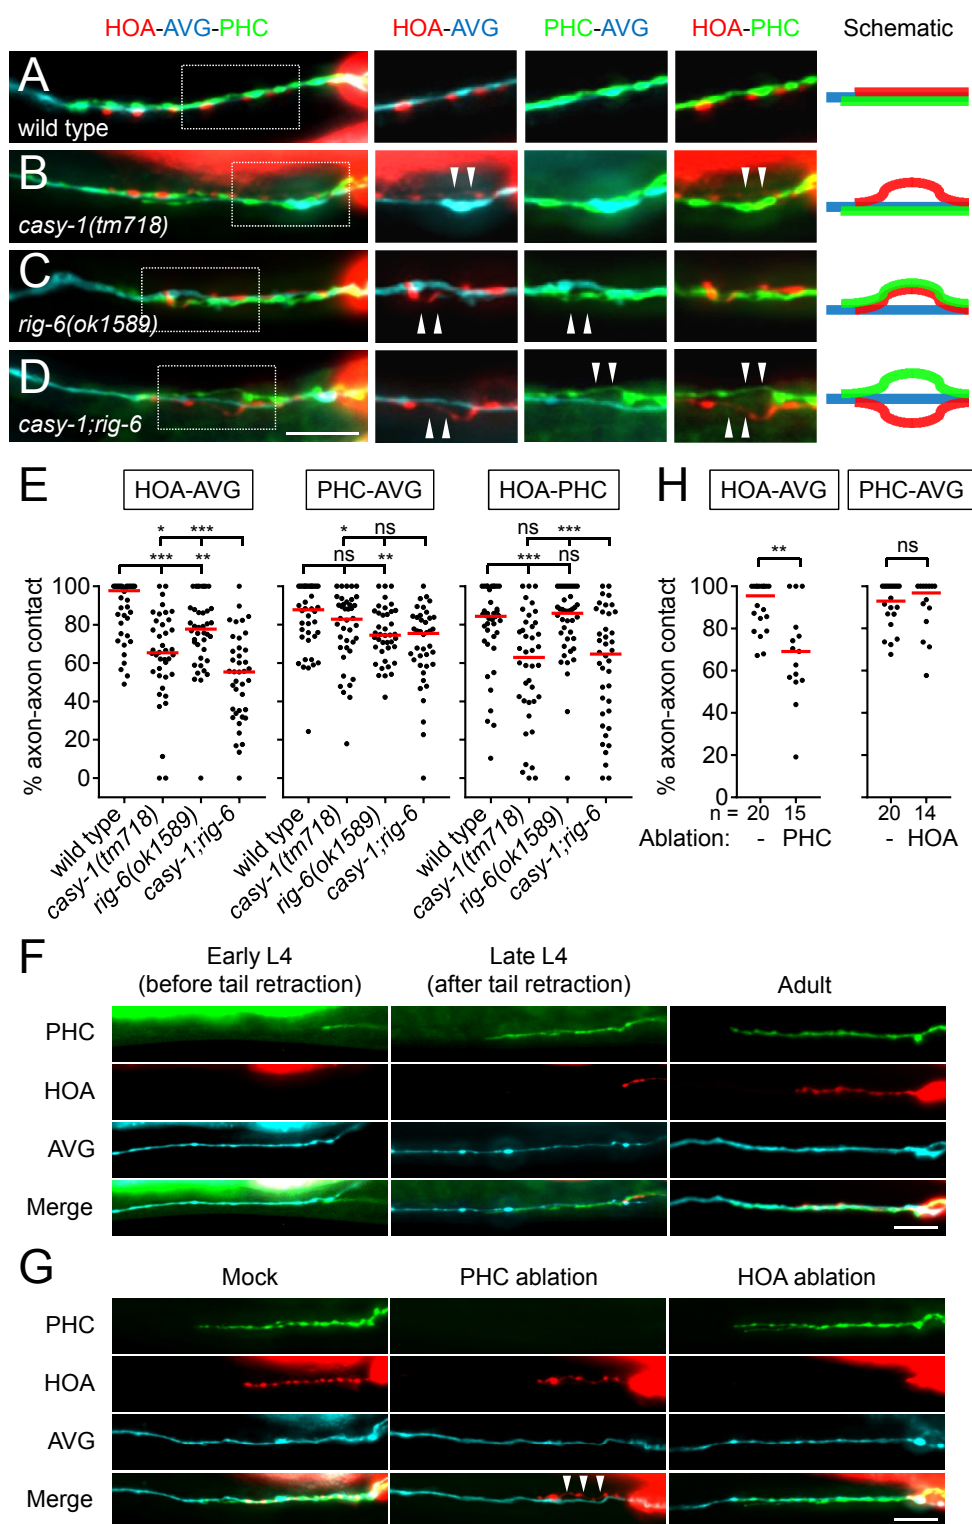 HOA-AVG-PHC HOA-AVG PHC-AVG HOA-PHC Schematic
A
wild type
B
casy-1(tm718)
C
rig-6(ok1589)
D
casy-1;rig-6
E
HOA-AVG PHC-AVG HOA-PHC
* *** * ns ns ***
*** ** ns ** *** ns
% axon-axon contact
100
80
60
40
20
0
wild type casy-1(tm718) rig-6(ok1589) casy-1;rig-6
wild type casy-1(tm718) rig-6(ok1589) casy-1;rig-6
wild type casy-1(tm718) rig-6(ok1589) casy-1;rig-6
H
HOA-AVG PHC-AVG
** ns
% axon-axon contact
100
80
60
40
20
0
n = 20 15 20 14
Ablation: - PHC - HOA
F
Early L4 (before tail retraction)
Late L4 (after tail retraction)
Adult
PHC
HOA
AVG
Merge
G
Mock PHC ablation HOA ablation
PHC
HOA
AVG
Merge